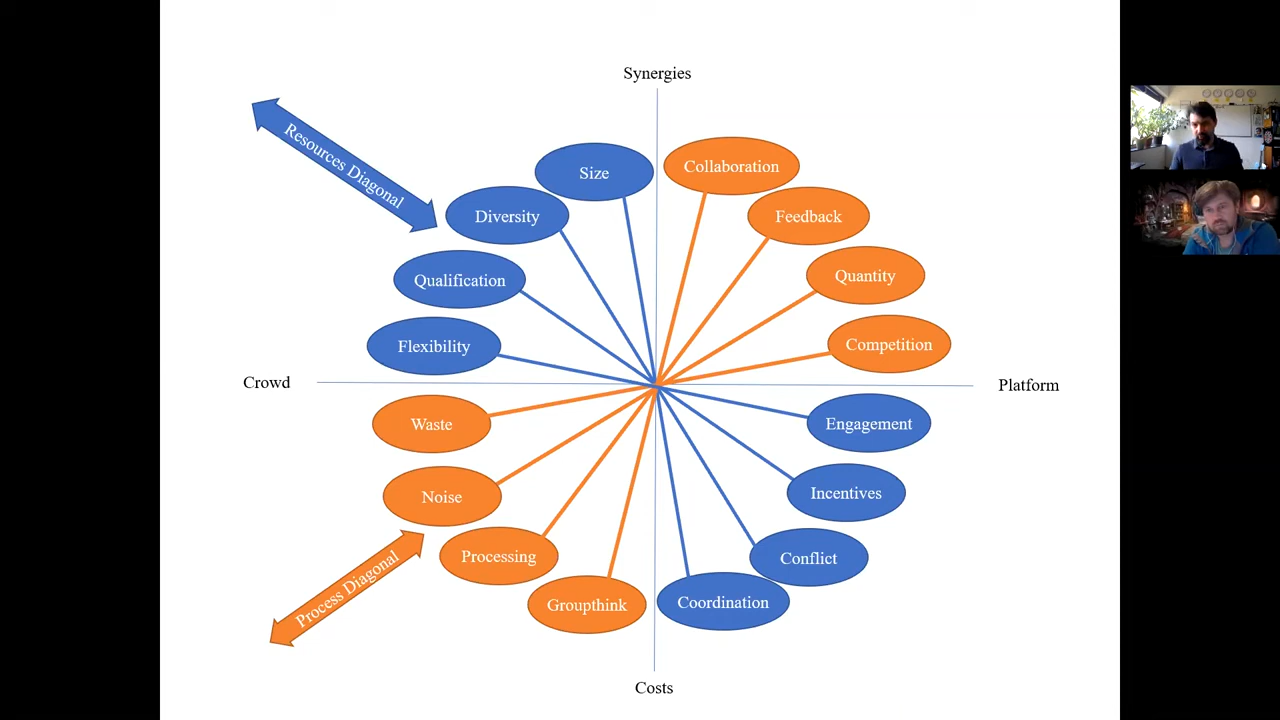 Synergies
Resources Diagonal
Size
Collaboration
Diversity
Feedback
Qualification
Quantity
Flexibility
Competition
Crowd
Platform
Waste
Engagement
Noise
Incentives
Processing
Conflict
Process Diagonal
Groupthink
Coordination
Costs